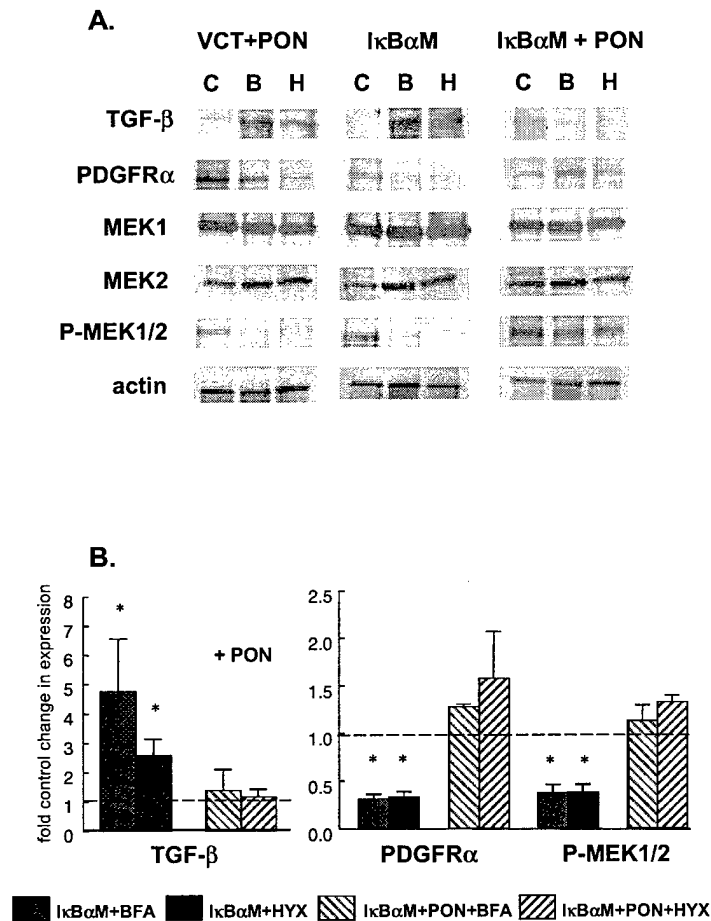 A.
VCT+PON IκBαM IκBαM + PON
C B H C B H C B H
TGF-β
PDGFRα
MEK1
MEK2
P-MEK1/2
actin
B.
fold control change in expression
8
7
6
5
4
3
2
1
0
* *
+ PON
TGF-β
2.5
2.0
1.5
1.0
0.5
0.0
* * * *
PDGFRα P-MEK1/2
IκBαM+BFA IκBαM+HYX IκBαM+PON+BFA IκBαM+PON+HYX